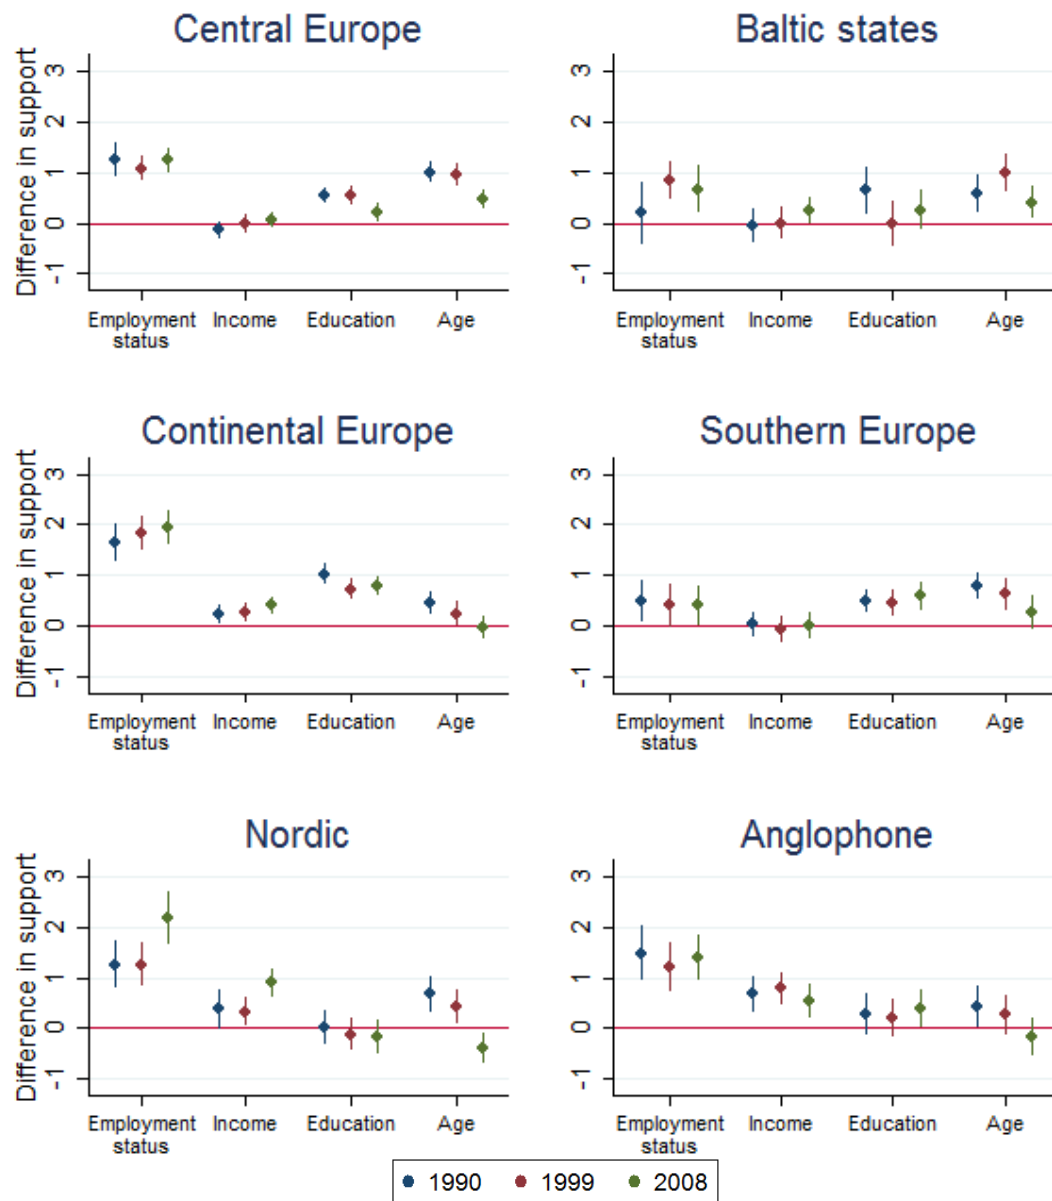 Central Europe
Difference in support
3
2
1
0
-1
Employment
status
Income
Education
Age
Baltic states
3
2
1
0
-1
Employment
status
Income
Education
Age
Continental Europe
Difference in support
3
2
1
0
-1
Employment
status
Income
Education
Age
Southern Europe
3
2
1
0
-1
Employment
status
Income
Education
Age
Nordic
Difference in support
3
2
1
0
-1
Employment
status
Income
Education
Age
Anglophone
3
2
1
0
-1
Employment
status
Income
Education
Age
1990 1999 2008